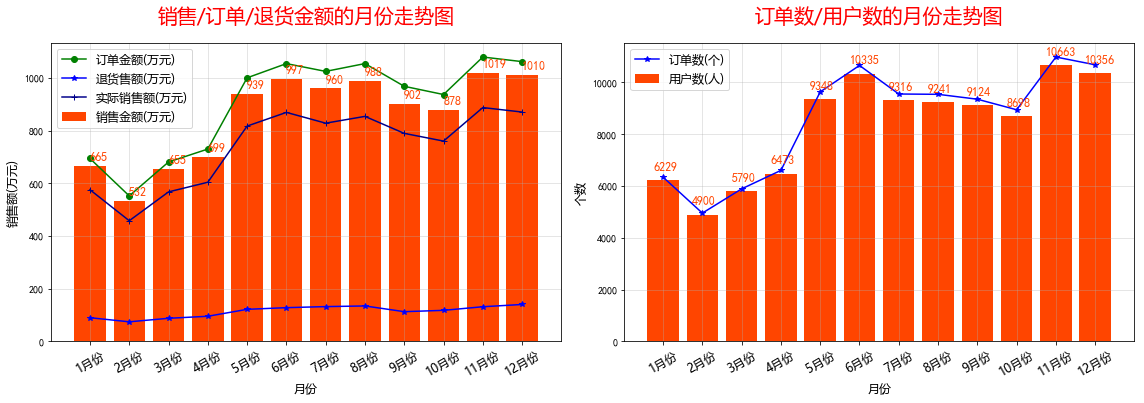 销售/订单/退货金额的月份走势图
订单金额(万元)
退货售额(万元)
实际销售额(万元)
销售金额(万元)
销售额(万元)
1000
800
600
400
200
0
665
532
655
699
939
997
960
988
902
878
1019
1010
1月份
2月份
3月份
4月份
5月份
6月份
7月份
8月份
9月份
10月份
11月份
12月份
月份
订单数/用户数的月份走势图
订单数(个)
用户数(人)
个数
10000
8000
6000
4000
2000
0
6229
4900
5790
6473
9348
10335
9316
9241
9124
8698
10663
10356
1月份
2月份
3月份
4月份
5月份
6月份
7月份
8月份
9月份
10月份
11月份
12月份
月份